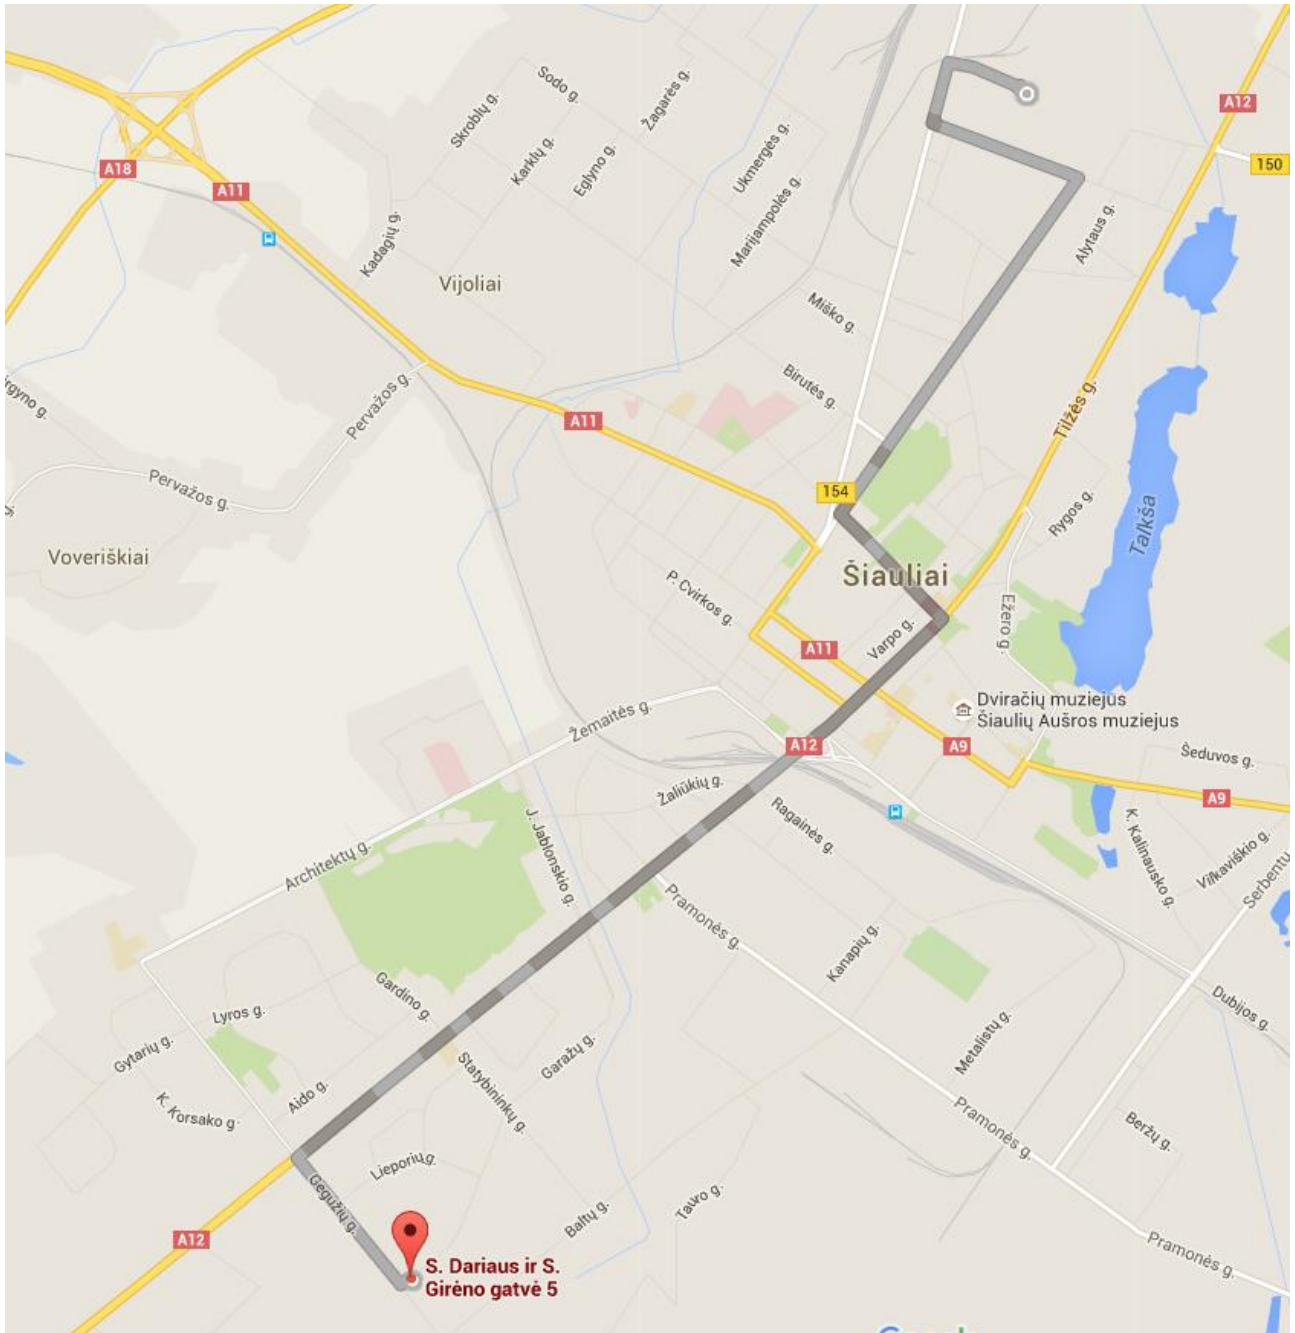 Sodo g.
Žagarės g.
A12
Skroblų g.
A18
A11
Karklų g.
Eglyno g.
Ukmergės g.
150
Marijampolės g.
Alytaus g.
Kadagių g.
Vijoliai
Miško g.
Birutės g.
Pervažos g.
A11
Tilžės g.
Pervažos g.
154
Rygos g.
Talkša
Voveriškiai
Šiauliai
P. Cvirkos g.
Ežero g.
Varpo g.
A11
Dviračių muziejus
Šiaulių Aušros muziejus
Žemaitės g.
A12
A9
Šeduvos g.
Žaliūkių g.
A9
Ragainės g.
J. Jablonskio g.
K. Kalinausko g.
Vilkaviškio g.
Architektų g.
Serbentų
Pramonės g.
Kanapių g.
Gardino g.
Dubijos g.
Lyros g.
Metalistų g.
Gytarių g.
Garažų g.
Statybininkų g.
Aido g.
K. Korsako g.
Pramonės g.
Beržų g.
Lieporių g.
Gegužių g.
Tauro g.
Baltų g.
A12
Pramonės g.
S. Dariaus ir S.
Girėno gatvė 5